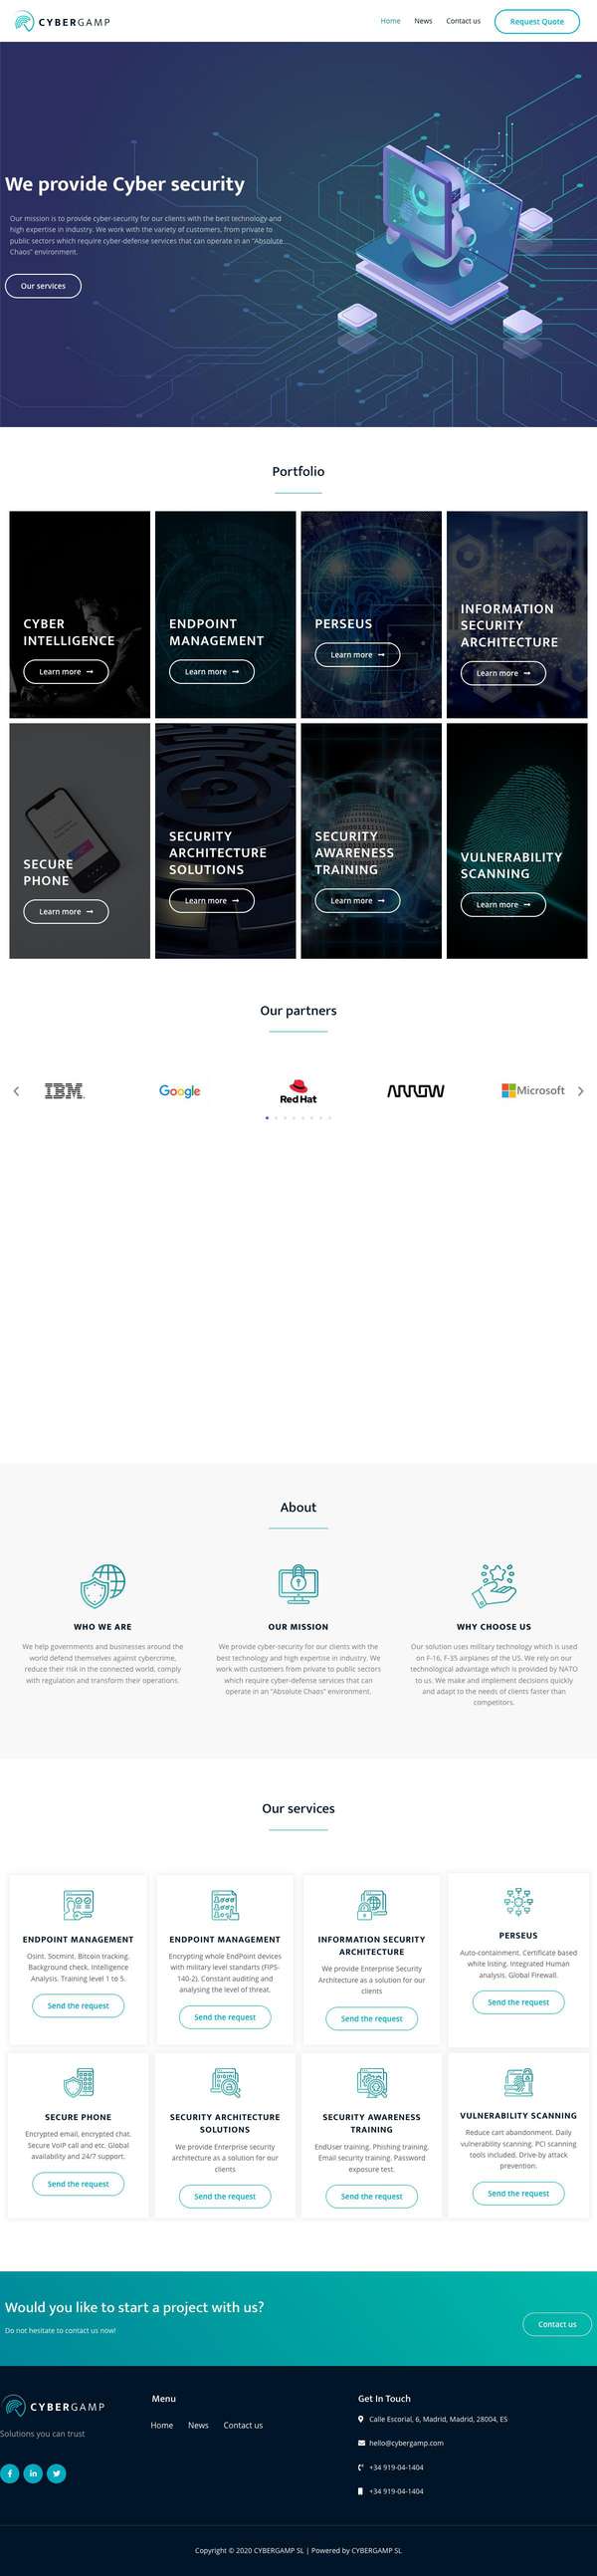 CYBERGAMP
Home News Contact us Request Quote
We provide Cyber security
Our mission is to provide cyber-security for our clients with the best technology and
high expertise in industry. We work with the variety of customers, from private to
public sectors which require cyber-defense services that can operate in an "Absolute
Chaos" environment.
Our services
Portfolio
CYBER
INTELLIGENCE
Learn more
ENDPOINT
MANAGEMENT
Learn more
PERSEUS
Learn more
INFORMATION
SECURITY
ARCHITECTURE
Learn more
SECURE
PHONE
Learn more
SECURITY
ARCHITECTURE
SOLUTIONS
Learn more
SECURITY
AWARENESS
TRAINING
Learn more
VULNERABILITY
SCANNING
Learn more
Our partners
IBM
Google
Red Hat
ARROW
Microsoft
About
WHO WE ARE
We help governments and businesses around the
world defend themselves against cybercrime,
reduce their risk in the connected world, comply
with regulation and transform their operations.
OUR MISSION
We provide cyber-security for our clients with the
best technology and high expertise in industry. We
work with customers from private to public sectors
which require cyber-defense services that can
operate in an "Absolute Chaos" environment.
WHY CHOOSE US
Our solution uses military technology which is used
on F-16, F-35 airplanes of the US. We rely on our
technological advantage which is provided by NATO
to us. We make and implement decisions quickly
and adapt to the needs of clients faster than
competitors.
Our services
ENDPOINT MANAGEMENT
Osint. Socmint. Bitcoin tracking.
Background check. Intelligence
Analysis. Training level 1 to 5.
Send the request
ENDPOINT MANAGEMENT
Encrypting whole EndPoint devices
with military level standarts (FIPS-
140-2). Constant auditing and
analysing the level of threat.
Send the request
INFORMATION SECURITY
ARCHITECTURE
We provide Enterprise Security
Architecture as a solution for our
clients
Send the request
PERSEUS
Auto-containment. Certificate based
white listing. Integrated Human
analysis. Global Firewall.
Send the request
SECURE PHONE
Encrypted email, encrypted chat.
Secure VoIP call and etc. Global
availability and 24/7 support.
Send the request
SECURITY ARCHITECTURE
SOLUTIONS
We provide Enterprise security
architecture as a solution for our
clients
Send the request
SECURITY AWARENESS
TRAINING
EndUser training, Phishing training,
Email security training. Password
exposure test.
Send the request
VULNERABILITY SCANNING
Reduce cart abandonment. Daily
vulnerability scanning. PCI scanning
tools included. Drive-by attack
prevention.
Send the request
Would you like to start a project with us?
Do not hesitate to contact us now!
Contact us
CYBERGAMP
Solutions you can trust
Menu
Home News Contact us
Get In Touch
Calle Escorial, 6, Madrid, Madrid, 28004, ES
hello@cybergamp.com
+34 919-04-1404
+34 919-04-1404
Copyright © 2020 CYBERGAMP SL | Powered by CYBERGAMP SL